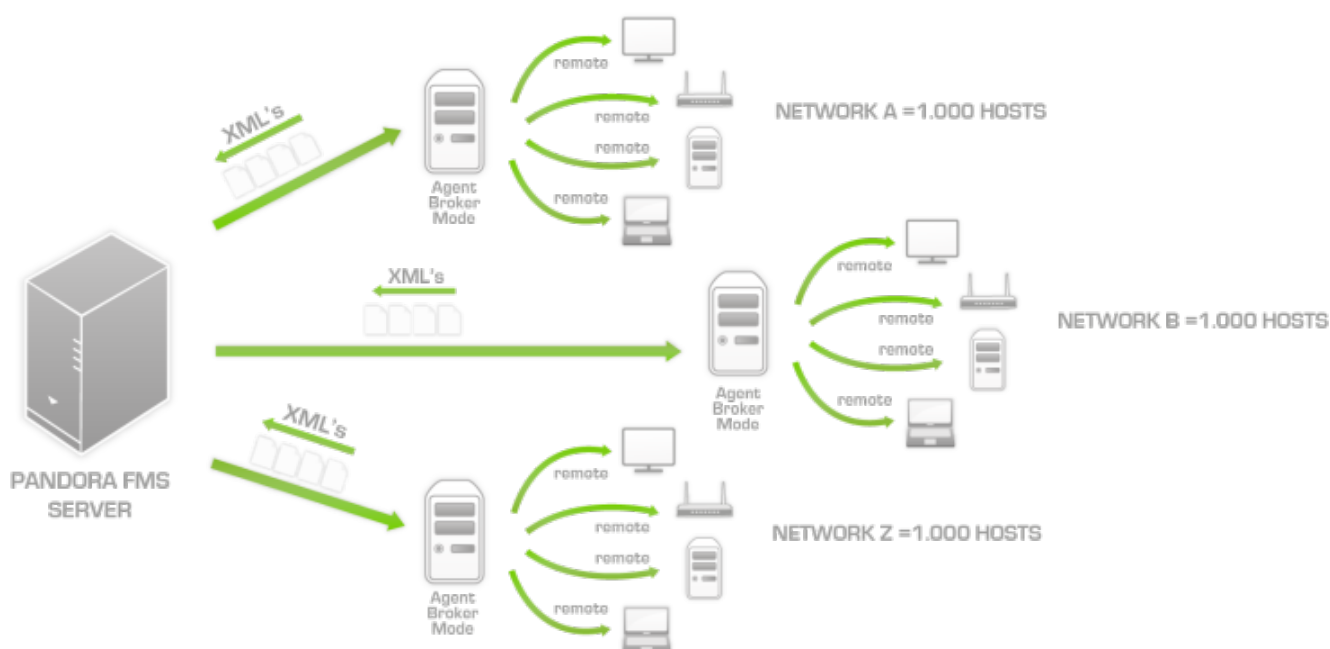 remote
remote
remote
remote
XML's
Agent
Broker
Mode
NETWORK A =1.000 HOSTS
remote
remote
remote
remote
XML's
Agent
Broker
Mode
NETWORK B =1.000 HOSTS
PANDORA FMS
SERVER
XML's
remote
remote
remote
remote
Agent
Broker
Mode
NETWORK Z =1.000 HOSTS